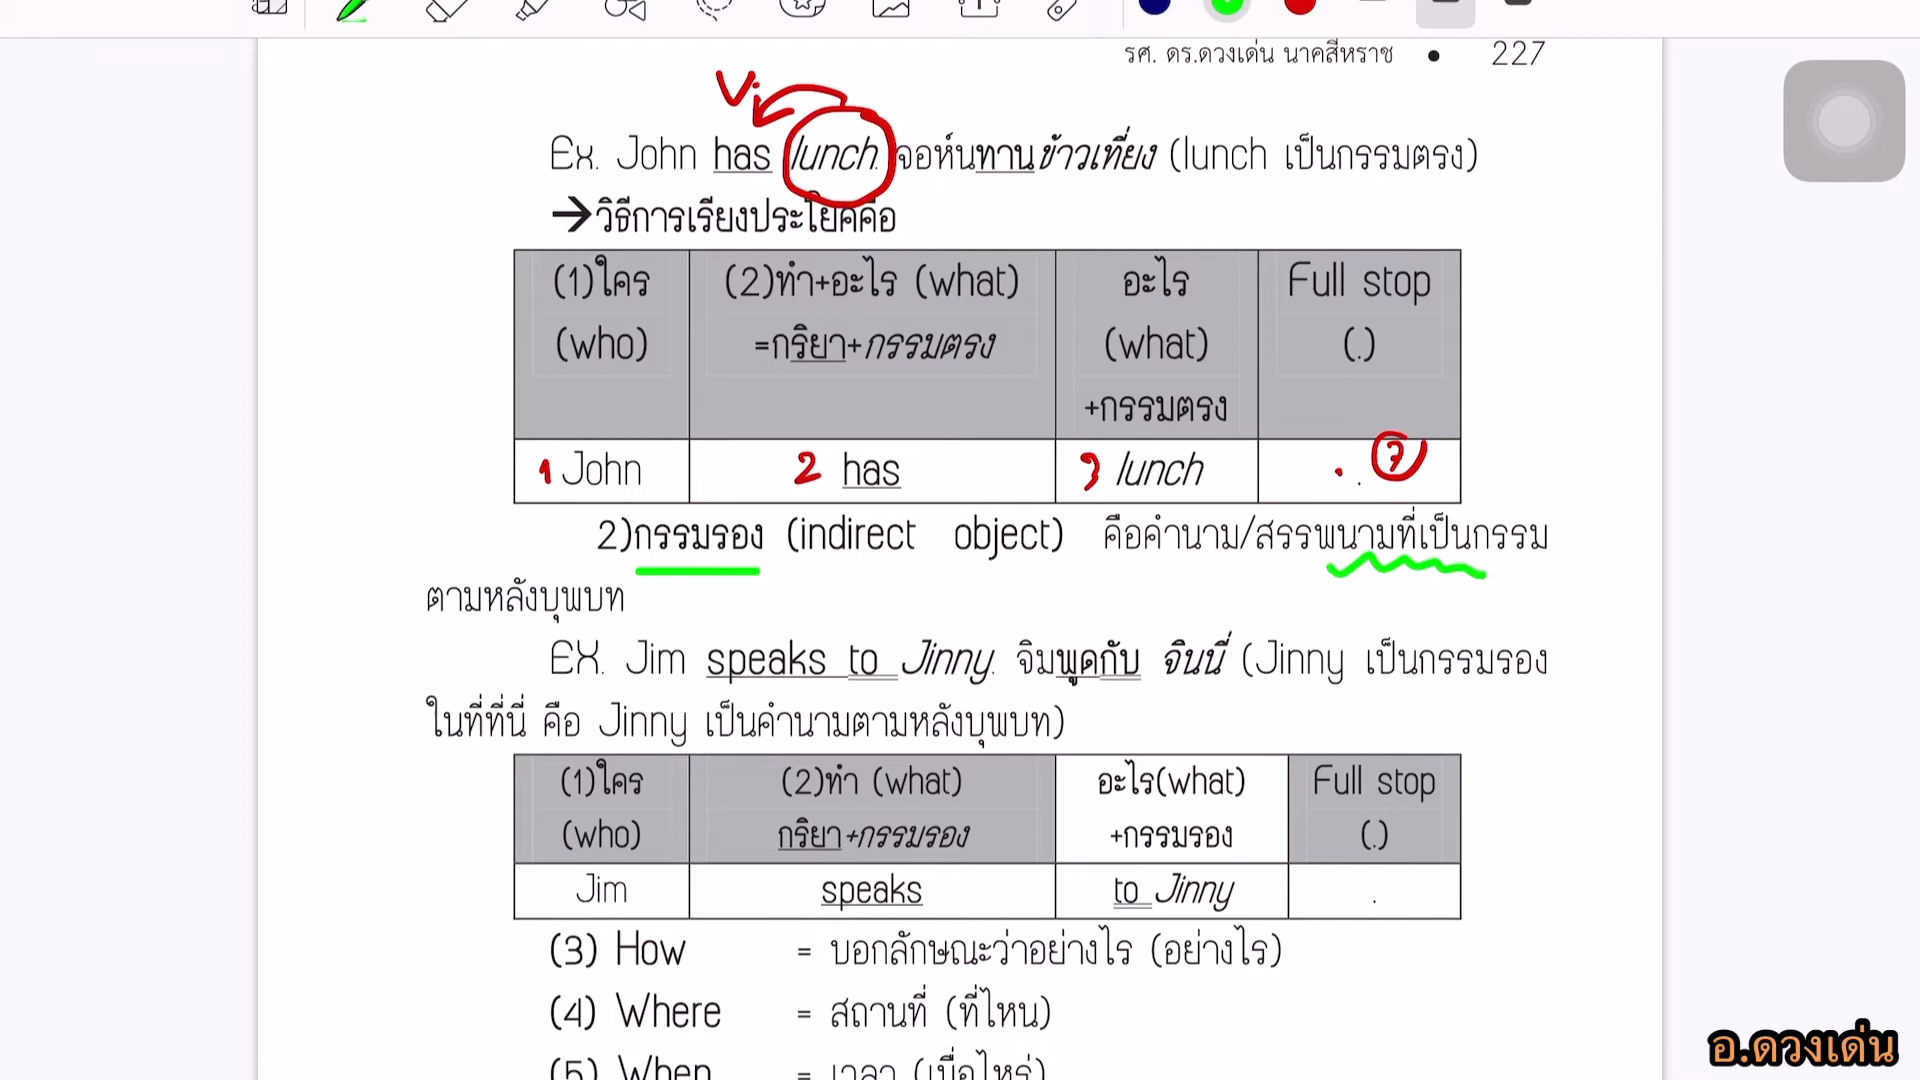 รศ. ดร.ดวงเด่น นาคสีหราช • 227
V.
Ex. John has lunch. จอห์นทานข้าวเที่ยง (lunch เป็นกรรมตรง)
→วิธีการเรียงประโยคคือ
(1)ใคร (2)ทำ+อะไร (what) อะไร Full stop
(who) =กริยา+กรรมตรง (what) (.)
+กรรมตรง
1 John 2 has 3 lunch . . 7
2)กรรมรอง (indirect object) คือคำนาม/สรรพนามที่เป็นกรรม
ตามหลังบุพบท
EX. Jim speaks to Jinny. จิมพูดกับ จินนี่ (Jinny เป็นกรรมรอง
ในที่ที่นี่ คือ Jinny เป็นคำนามตามหลังบุพบท)
(1)ใคร (2)ทำ (what) อะไร(what) Full stop
(who) กริยา+กรรมรอง +กรรมรอง (.)
Jim speaks to Jinny .
(3) How = บอกลักษณะว่าอย่างไร (อย่างไร)
(4) Where = สถานที่ (ที่ไหน)
(5) When = เวลา (เมื่อไหร่)
อ.ดวงเด่น